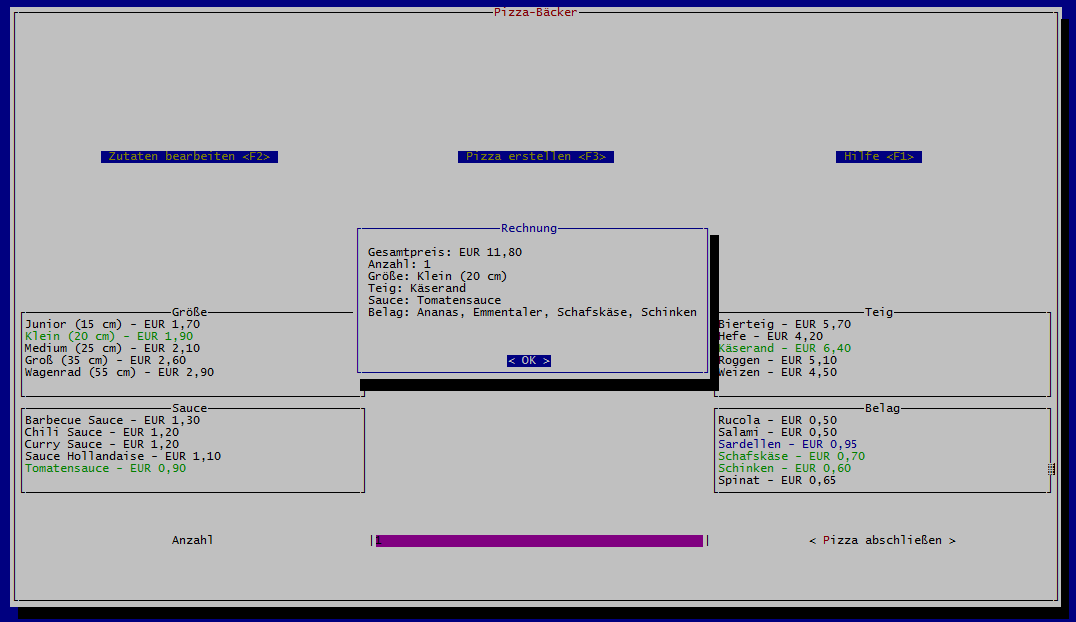 Pizza-Bäcker
Zutaten bearbeiten <F2>
Pizza erstellen <F3>
Hilfe <F1>
Rechnung
Gesamtpreis: EUR 11,80
Anzahl: 1
Größe: Klein (20 cm)
Teig: Käserand
Sauce: Tomatensauce
Belag: Ananas, Emmentaler, Schafskäse, Schinken
< OK >
Größe
Junior (15 cm) - EUR 1,70
Klein (20 cm) - EUR 1,90
Medium (25 cm) - EUR 2,10
Groß (35 cm) - EUR 2,60
Wagenrad (55 cm) - EUR 2,90
Teig
Bierteig - EUR 5,70
Hefe - EUR 4,20
Käserand - EUR 6,40
Roggen - EUR 5,10
Weizen - EUR 4,50
Sauce
Barbecue Sauce - EUR 1,30
Chili Sauce - EUR 1,20
Curry Sauce - EUR 1,20
Sauce Hollandaise - EUR 1,10
Tomatensauce - EUR 0,90
Belag
Rucola - EUR 0,50
Salami - EUR 0,50
Sardellen - EUR 0,95
Schafskäse - EUR 0,70
Schinken - EUR 0,60
Spinat - EUR 0,65
Anzahl
1
< Pizza abschließen >